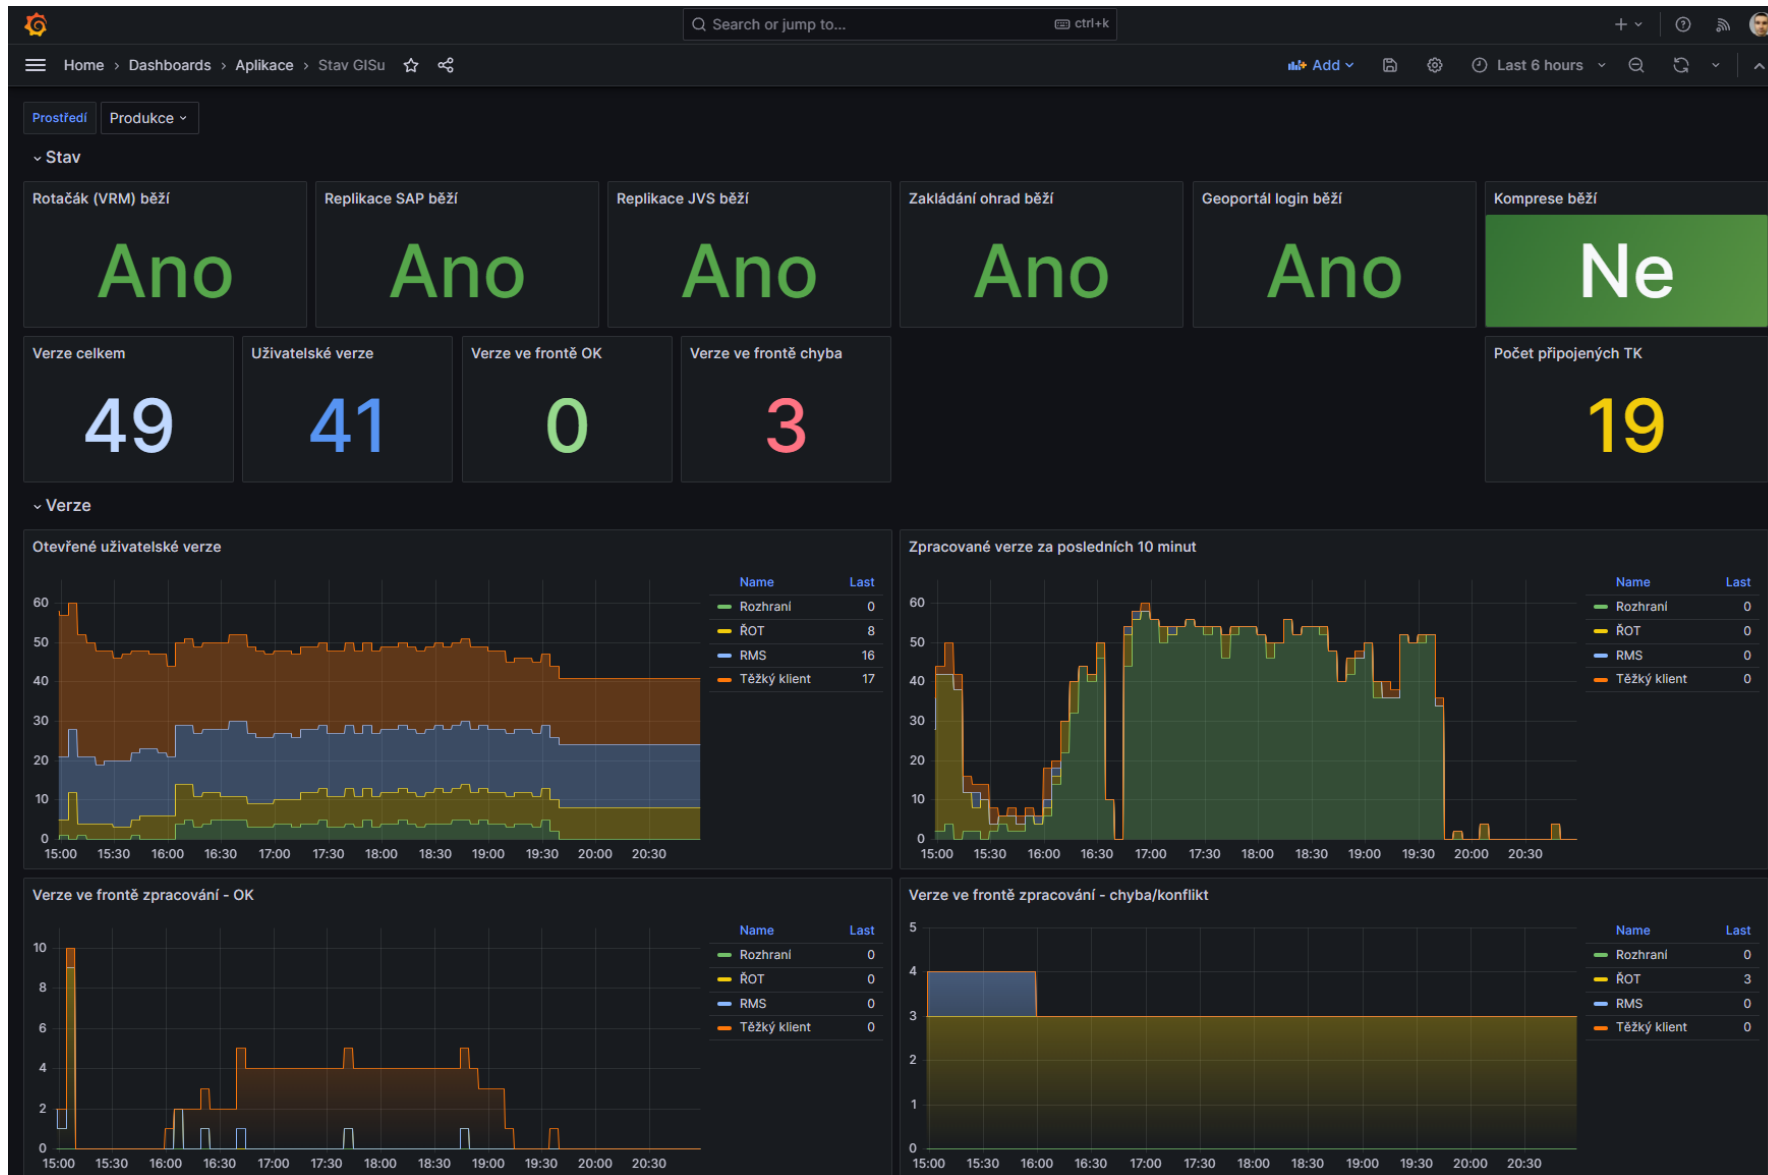 Search or jump to... ctrl+k
Home › Dashboards › Aplikace › Stav GISu Add Last 6 hours
Prostředí Produkce
Stav
Rotačák (VRM) běží Replikace SAP běží Replikace JVS běží Zakládání ohrad běží Geoportál login běží Komprese běží
Ano Ano Ano Ano Ano Ne
Verze celkem Uživatelské verze Verze ve frontě OK Verze ve frontě chyba Počet připojených TK
49 41 0 3 19
Verze
Otevřené uživatelské verze
Name Last
60
Rozhraní 0
ŘOT 8
50
RMS 16
40
Těžký klient 17
30
20
10
0
15:00 15:30 16:00 16:30 17:00 17:30 18:00 18:30 19:00 19:30 20:00 20:30
Zpracované verze za posledních 10 minut
Name Last
60
Rozhraní 0
ŘOT 0
50
RMS 0
40
Těžký klient 0
30
20
10
0
15:00 15:30 16:00 16:30 17:00 17:30 18:00 18:30 19:00 19:30 20:00 20:30
Verze ve frontě zpracování - OK
Name Last
10
Rozhraní 0
ŘOT 0
8
RMS 0
6
Těžký klient 0
4
2
0
15:00 15:30 16:00 16:30 17:00 17:30 18:00 18:30 19:00 19:30 20:00 20:30
Verze ve frontě zpracování - chyba/konflikt
5
Name Last
Rozhraní 0
4
ŘOT 3
RMS 0
3
Těžký klient 0
2
1
0
15:00 15:30 16:00 16:30 17:00 17:30 18:00 18:30 19:00 19:30 20:00 20:30